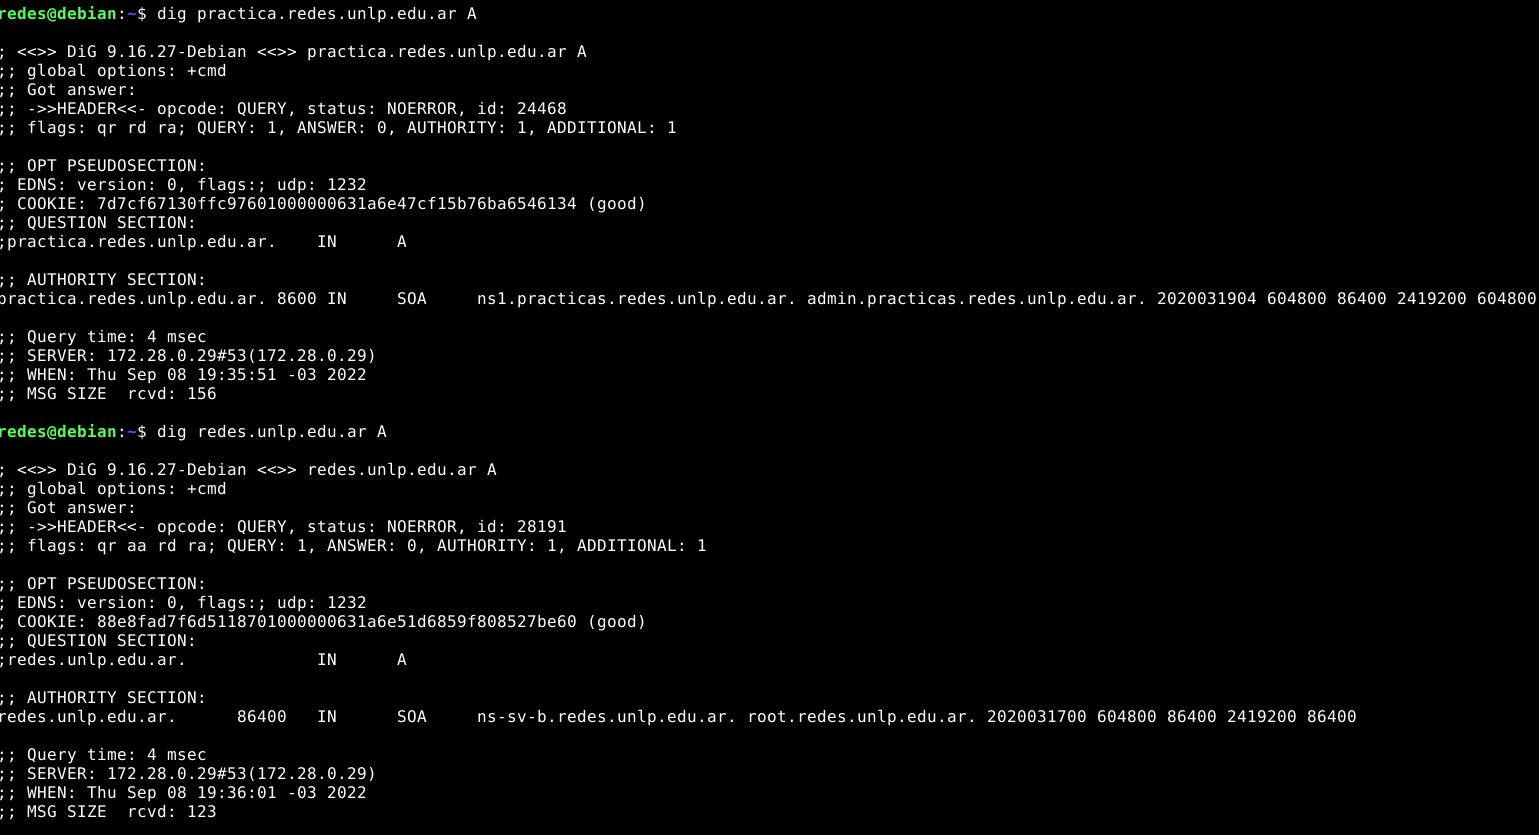 redes@debian:~$ dig practica.redes.unlp.edu.ar A
; <<>> DiG 9.16.27-Debian <<>> practica.redes.unlp.edu.ar A
;; global options: +cmd
;; Got answer:
;; ->>HEADER<<- opcode: QUERY, status: NOERROR, id: 24468
;; flags: qr rd ra; QUERY: 1, ANSWER: 0, AUTHORITY: 1, ADDITIONAL: 1
;; OPT PSEUDOSECTION:
; EDNS: version: 0, flags:; udp: 1232
; COOKIE: 7d7cf67130ffc97601000000631a6e47cf15b76ba6546134 (good)
;; QUESTION SECTION:
;practica.redes.unlp.edu.ar. IN A
;; AUTHORITY SECTION:
practica.redes.unlp.edu.ar. 8600 IN SOA ns1.practicas.redes.unlp.edu.ar. admin.practicas.redes.unlp.edu.ar. 2020031904 604800 86400 2419200 604800
;; Query time: 4 msec
;; SERVER: 172.28.0.29#53(172.28.0.29)
;; WHEN: Thu Sep 08 19:35:51 -03 2022
;; MSG SIZE rcvd: 156
redes@debian:~$ dig redes.unlp.edu.ar A
; <<>> DiG 9.16.27-Debian <<>> redes.unlp.edu.ar A
;; global options: +cmd
;; Got answer:
;; ->>HEADER<<- opcode: QUERY, status: NOERROR, id: 28191
;; flags: qr aa rd ra; QUERY: 1, ANSWER: 0, AUTHORITY: 1, ADDITIONAL: 1
;; OPT PSEUDOSECTION:
; EDNS: version: 0, flags:; udp: 1232
; COOKIE: 88e8fad7f6d5118701000000631a6e51d6859f808527be60 (good)
;; QUESTION SECTION:
;redes.unlp.edu.ar. IN A
;; AUTHORITY SECTION:
redes.unlp.edu.ar. 86400 IN SOA ns-sv-b.redes.unlp.edu.ar. root.redes.unlp.edu.ar. 2020031700 604800 86400 2419200 86400
;; Query time: 4 msec
;; SERVER: 172.28.0.29#53(172.28.0.29)
;; WHEN: Thu Sep 08 19:36:01 -03 2022
;; MSG SIZE rcvd: 123